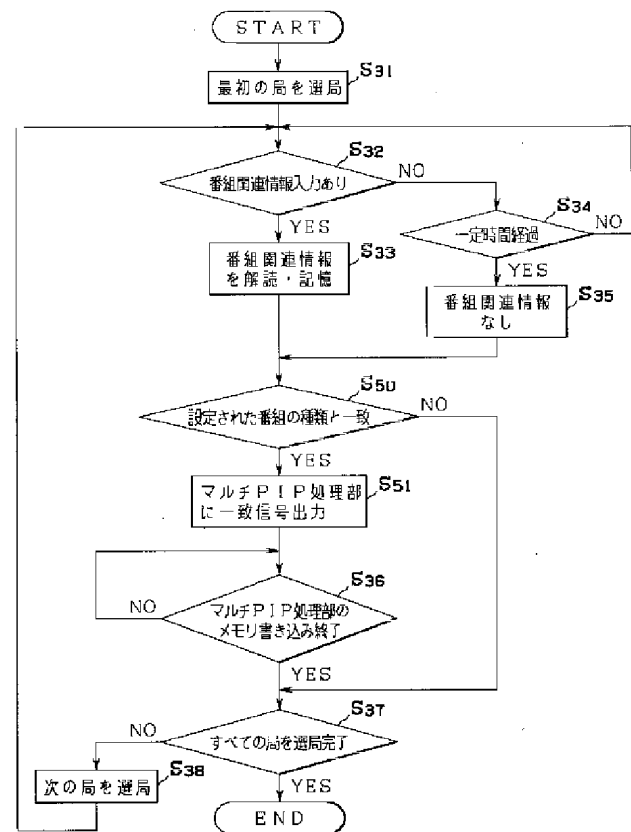 START
S31
最初の局を選局
S32
番組関連情報入力あり
NO
YES
S34
一定時間経過
NO
YES
S33
番組関連情報
を解読・記憶
S35
番組関連情報
なし
S50
設定された番組の種類と一致
NO
YES
S51
マルチPIP処理部
に一致信号出力
S36
マルチPIP処理部の
メモリ書き込み終了
NO
YES
S37
すべての局を選局完了
NO
YES
S38
次の局を選局
END